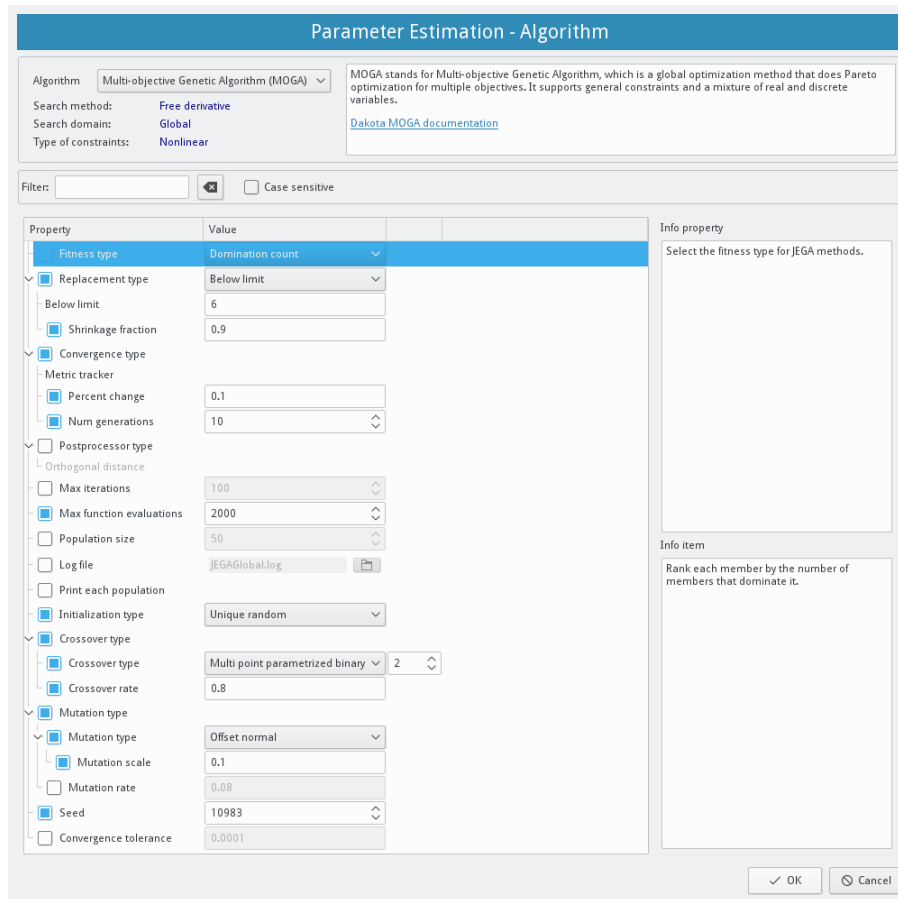 Parameter Estimation - Algorithm
Algorithm Multi-objective Genetic Algorithm (MOGA)
Search method: Free derivative
Search domain: Global
Type of constraints: Nonlinear
MOGA stands for Multi-objective Genetic Algorithm, which is a global optimization method that does Pareto
optimization for multiple objectives. It supports general constraints and a mixture of real and discrete
variables.
Dakota MOGA documentation
Filter: Case sensitive
Property Value
Fitness type Domination count
Replacement type Below limit
Below limit 6
Shrinkage fraction 0.9
Convergence type
Metric tracker
Percent change 0.1
Num generations 10
Postprocessor type
Orthogonal distance
Max iterations 100
Max function evaluations 2000
Population size 50
Log file JEGAGlobal.log
Print each population
Initialization type Unique random
Crossover type
Crossover type Multi point parametrized binary 2
Crossover rate 0.8
Mutation type
Mutation type Offset normal
Mutation scale 0.1
Mutation rate 0.08
Seed 10983
Convergence tolerance 0.0001
Info property
Select the fitness type for JEGA methods.
Info item
Rank each member by the number of
members that dominate it.
OK Cancel